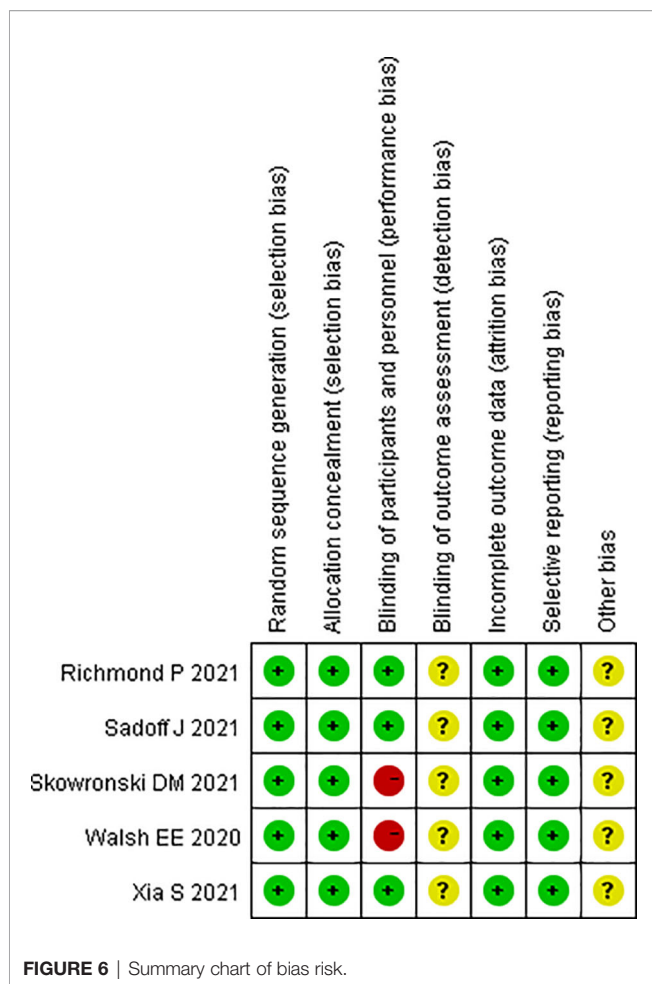 Random sequence generation (selection bias)
Allocation concealment (selection bias)
Blinding of participants and personnel (performance bias)
Blinding of outcome assessment (detection bias)
Incomplete outcome data (attrition bias)
Selective reporting (reporting bias)
Other bias
Richmond P 2021 + + + ? + + ?
Sadoff J 2021 + + + ? + + ?
Skowronski DM 2021 + + - ? + + ?
Walsh EE 2020 + + - ? + + ?
Xia S 2021 + + + ? + + ?
FIGURE 6 | Summary chart of bias risk.